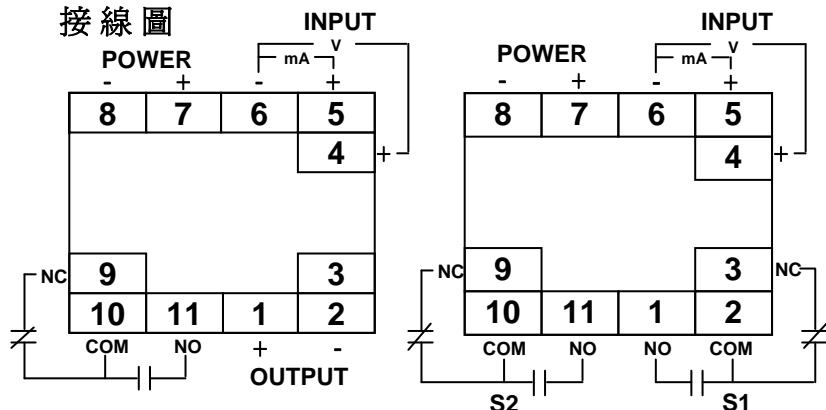 接線圖
INPUT INPUT
V V
POWER mA POWER mA
- + - + - + - +
8 7 6 5 8 7 6 5
4 + 4 +
NC 9 3 NC 9 3 NC
10 11 1 2 10 11 1 2
COM NO + - COM NO NO COM
OUTPUT
S2 S1